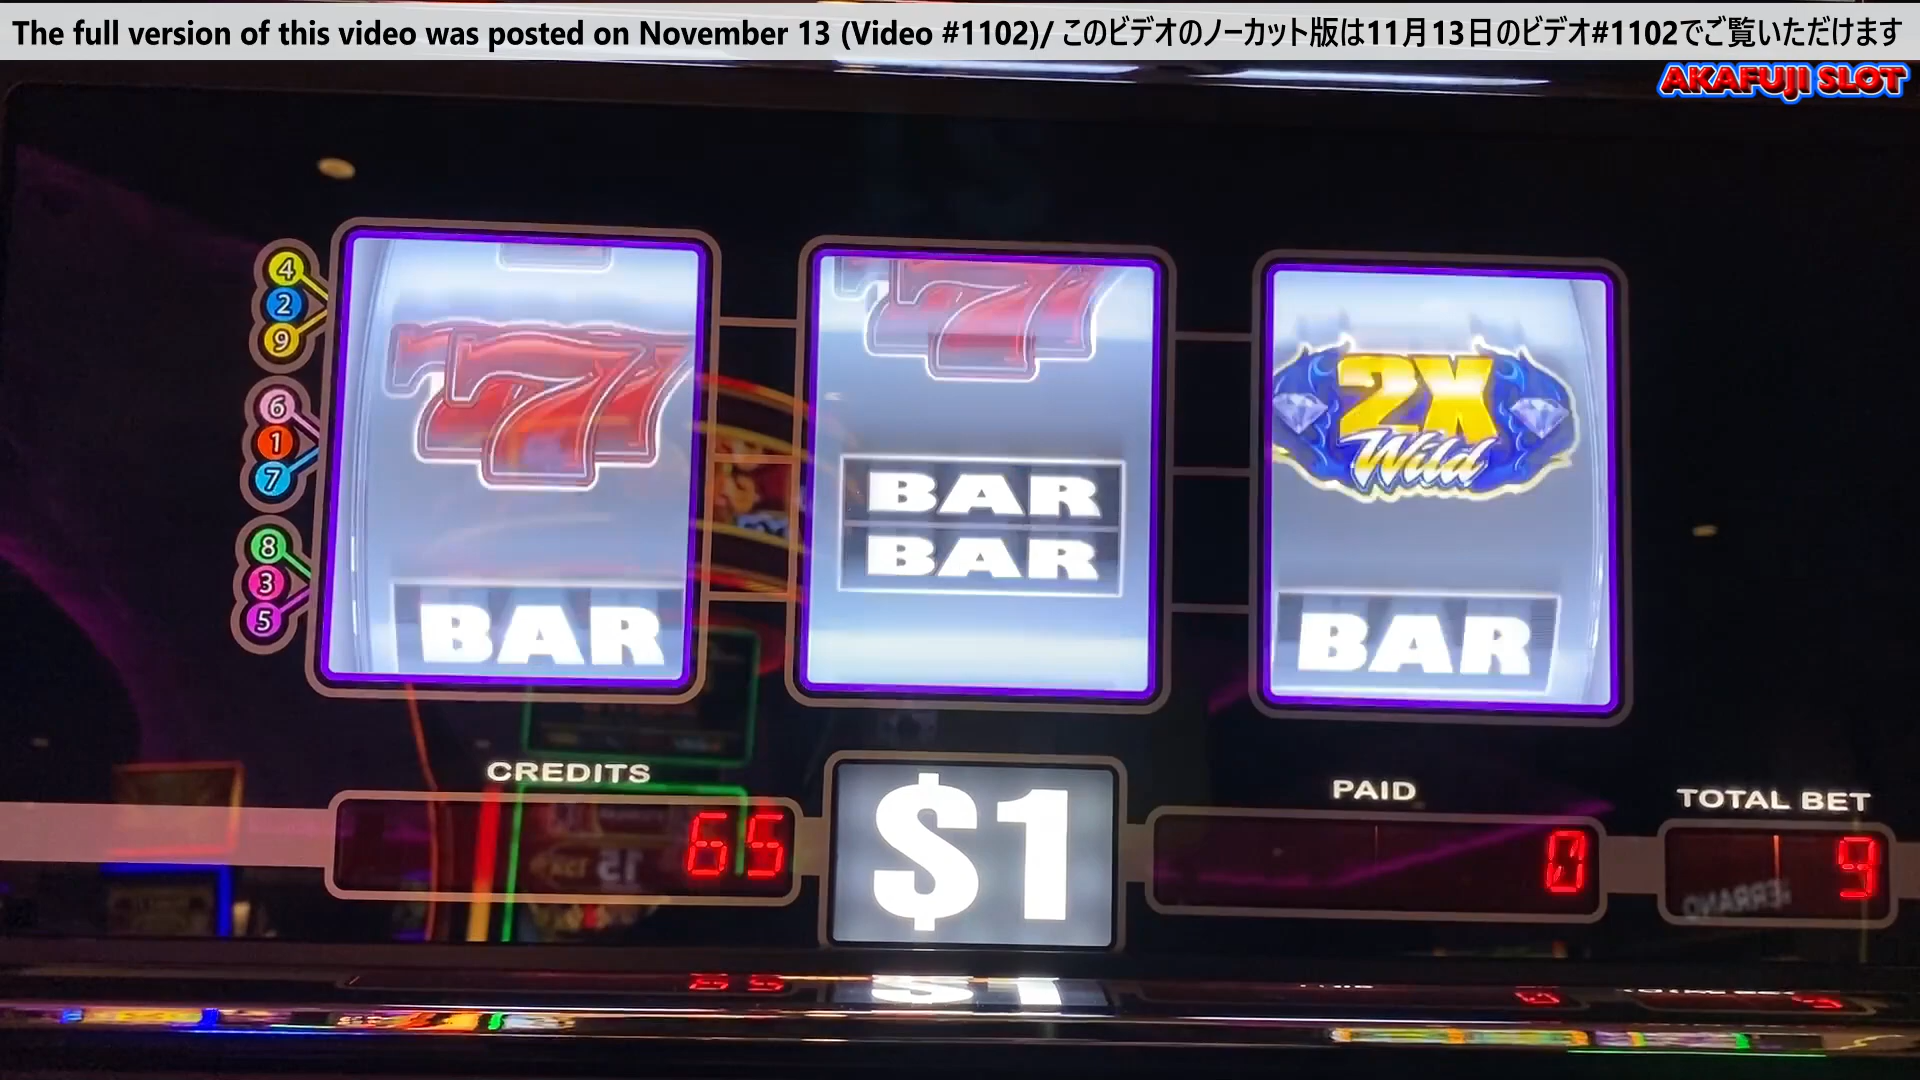 The full version of this video was posted on November 13 (Video #1102)/ このビデオのノーカット版は11月13日のビデオ#1102でご覧いただけます
AKAFUJI SLOT
4
2
9
6
1
7
8
3
5
777
777
BAR
BAR
BAR
2X
Wild
BAR
CREDITS
65
$1
PAID
0
TOTAL BET
9